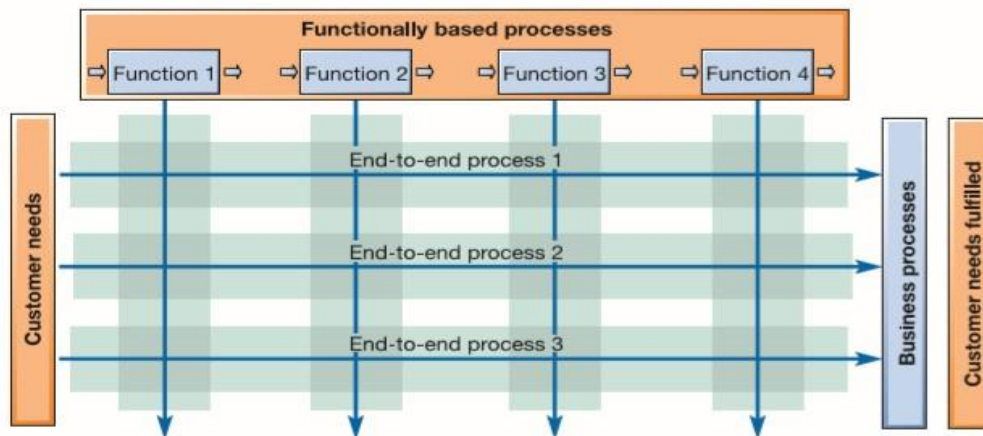 Functionally based processes
Function 1
Function 2
Function 3
Function 4
Customer needs
End-to-end process 1
End-to-end process 2
End-to-end process 3
Business processes
Customer needs fulfilled